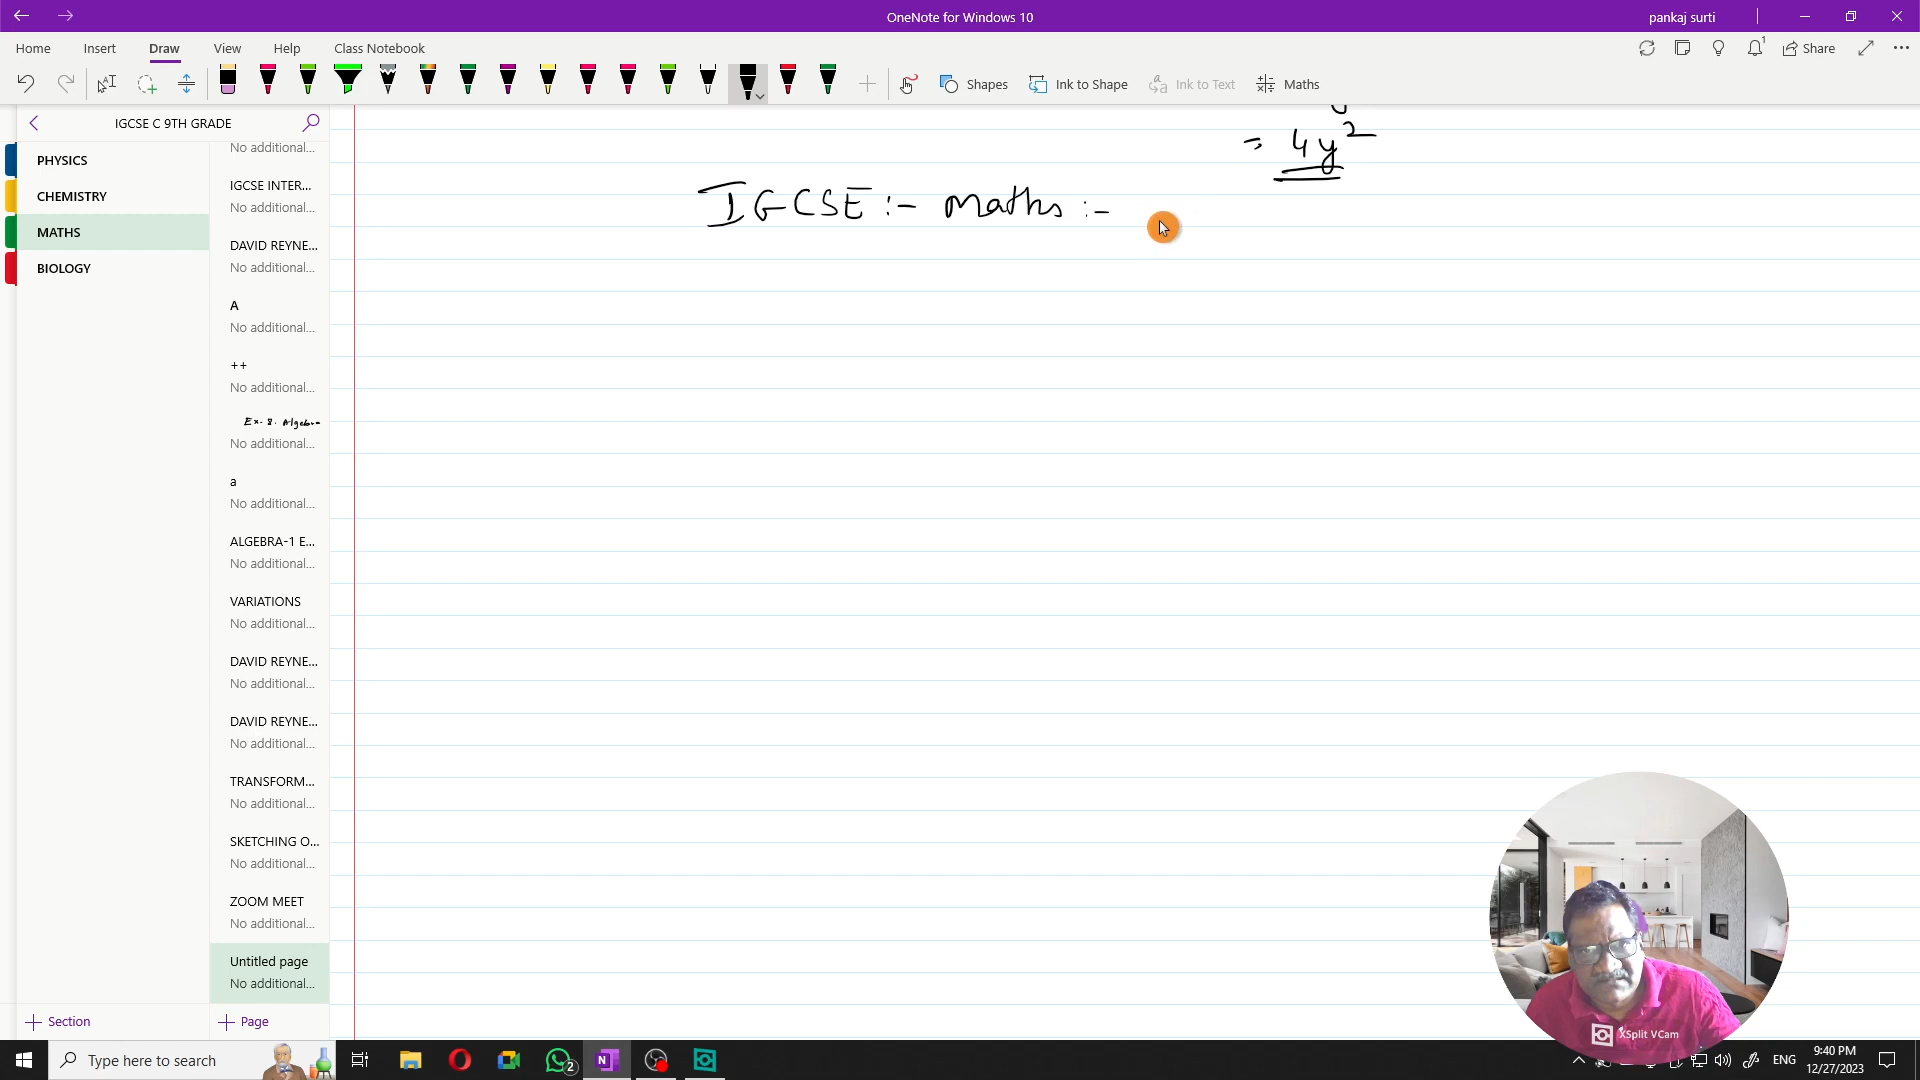 OneNote for Windows 10
pankaj surti
Home Insert Draw View Help Class Notebook
Share
Shapes Ink to Shape Ink to Text Maths
IGCSE C 9TH GRADE
PHYSICS
CHEMISTRY
MATHS
BIOLOGY
No additional...
IGCSE INTER...
No additional...
DAVID REYNE...
No additional...
A
No additional...
++
No additional...
Ex. 8. Algebra
No additional...
a
No additional...
ALGEBRA-1 E...
No additional...
VARIATIONS
No additional...
DAVID REYNE...
No additional...
DAVID REYNE...
No additional...
TRANSFORM...
No additional...
SKETCHING O...
No additional...
ZOOM MEET
No additional...
Untitled page
No additional...
Section
Page
= 4y²
IGCSE :- Maths :-
XSplit VCam
Type here to search
2
N
ENG
9:40 PM
12/27/2023